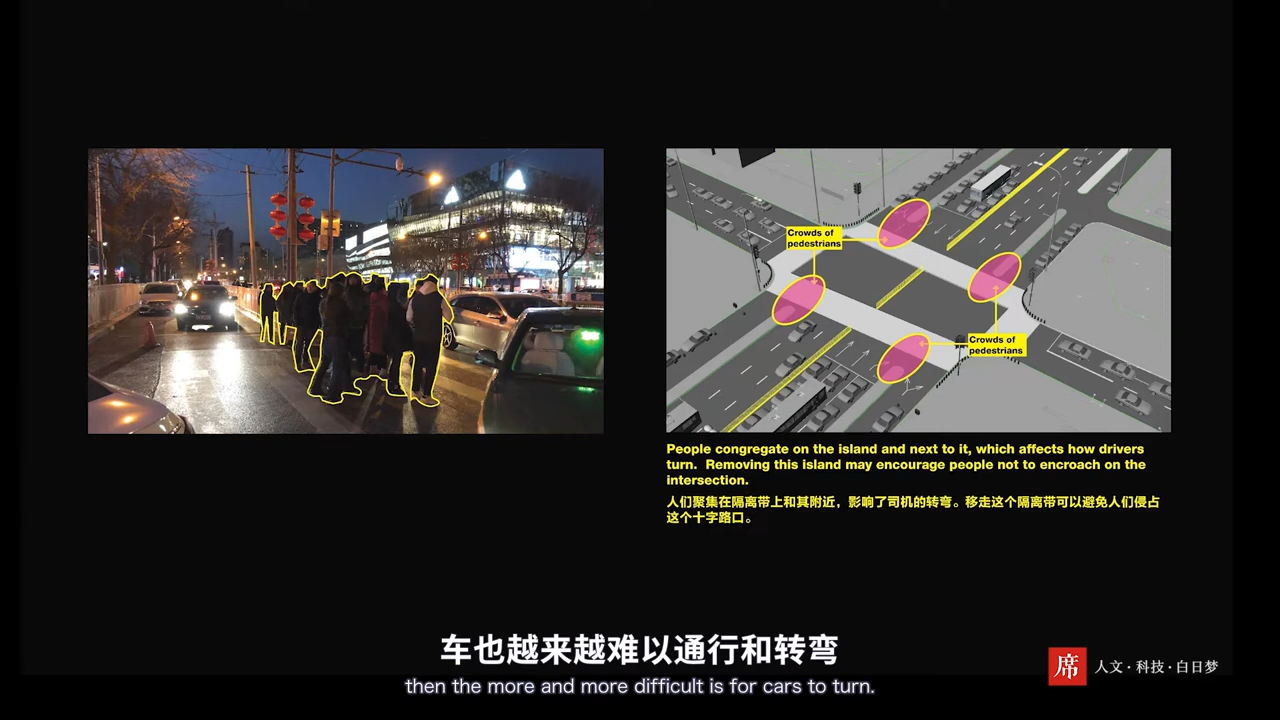 Crowds of
pedestrians
Crowds of
pedestrians
People congregate on the island and next to it, which affects how drivers
turn. Removing this island may encourage people not to encroach on the
intersection.
人们聚集在隔离带上和其附近，影响了司机的转弯。移走这个隔离带可以避免人们侵占
这个十字路口。
车也越来越难以通行和转弯
then the more and more difficult is for cars to turn.
席 人文·科技·白日梦